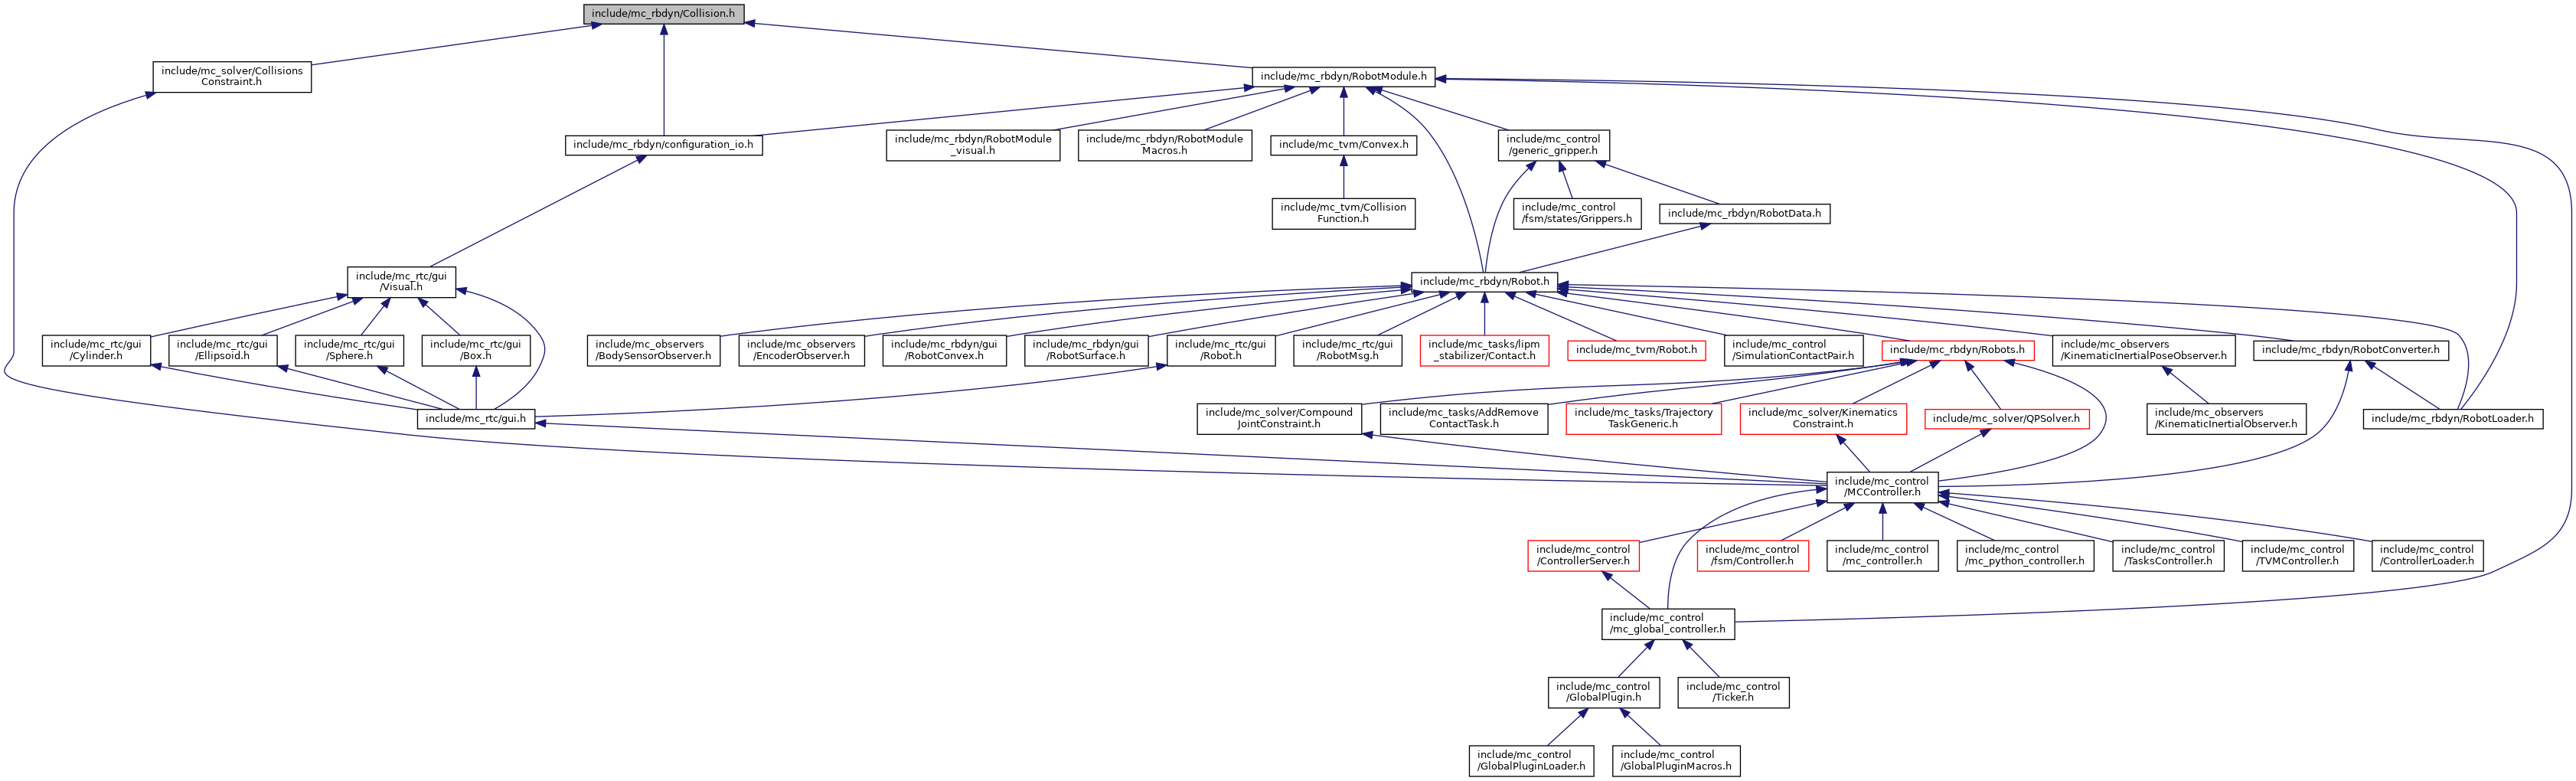 include/mc_rbdyn/Collision.h
include/mc_solver/Collisions
Constraint.h
include/mc_rbdyn/RobotModule.h
include/mc_rbdyn/configuration_io.h
include/mc_rbdyn/RobotModule
_visual.h
include/mc_rbdyn/RobotModule
Macros.h
include/mc_tvm/Convex.h
include/mc_control
/generic_gripper.h
include/mc_tvm/Collision
Function.h
include/mc_control
/fsm/states/Grippers.h
include/mc_rbdyn/RobotData.h
include/mc_rtc/gui
/Visual.h
include/mc_rbdyn/Robot.h
include/mc_rtc/gui
/Cylinder.h
include/mc_rtc/gui
/Ellipsoid.h
include/mc_rtc/gui
/Sphere.h
include/mc_rtc/gui
/Box.h
include/mc_observers
/BodySensorObserver.h
include/mc_observers
/EncoderObserver.h
include/mc_rbdyn/gui
/RobotConvex.h
include/mc_rbdyn/gui
/RobotSurface.h
include/mc_rtc/gui
/Robot.h
include/mc_rtc/gui
/RobotMsg.h
include/mc_tasks/lipm
_stabilizer/Contact.h
include/mc_tvm/Robot.h
include/mc_control
/SimulationContactPair.h
include/mc_rbdyn/Robots.h
include/mc_observers
/KinematicInertialPoseObserver.h
include/mc_rbdyn/RobotConverter.h
include/mc_rtc/gui.h
include/mc_solver/Compound
JointConstraint.h
include/mc_tasks/AddRemove
ContactTask.h
include/mc_tasks/Trajectory
TaskGeneric.h
include/mc_solver/Kinematics
Constraint.h
include/mc_solver/QPSolver.h
include/mc_observers
/KinematicInertialObserver.h
include/mc_rbdyn/RobotLoader.h
include/mc_control
/MCController.h
include/mc_control
/ControllerServer.h
include/mc_control
/fsm/Controller.h
include/mc_control
/mc_controller.h
include/mc_control
/mc_python_controller.h
include/mc_control
/TasksController.h
include/mc_control
/TVMController.h
include/mc_control
/ControllerLoader.h
include/mc_control
/mc_global_controller.h
include/mc_control
/GlobalPlugin.h
include/mc_control
/Ticker.h
include/mc_control
/GlobalPluginLoader.h
include/mc_control
/GlobalPluginMacros.h